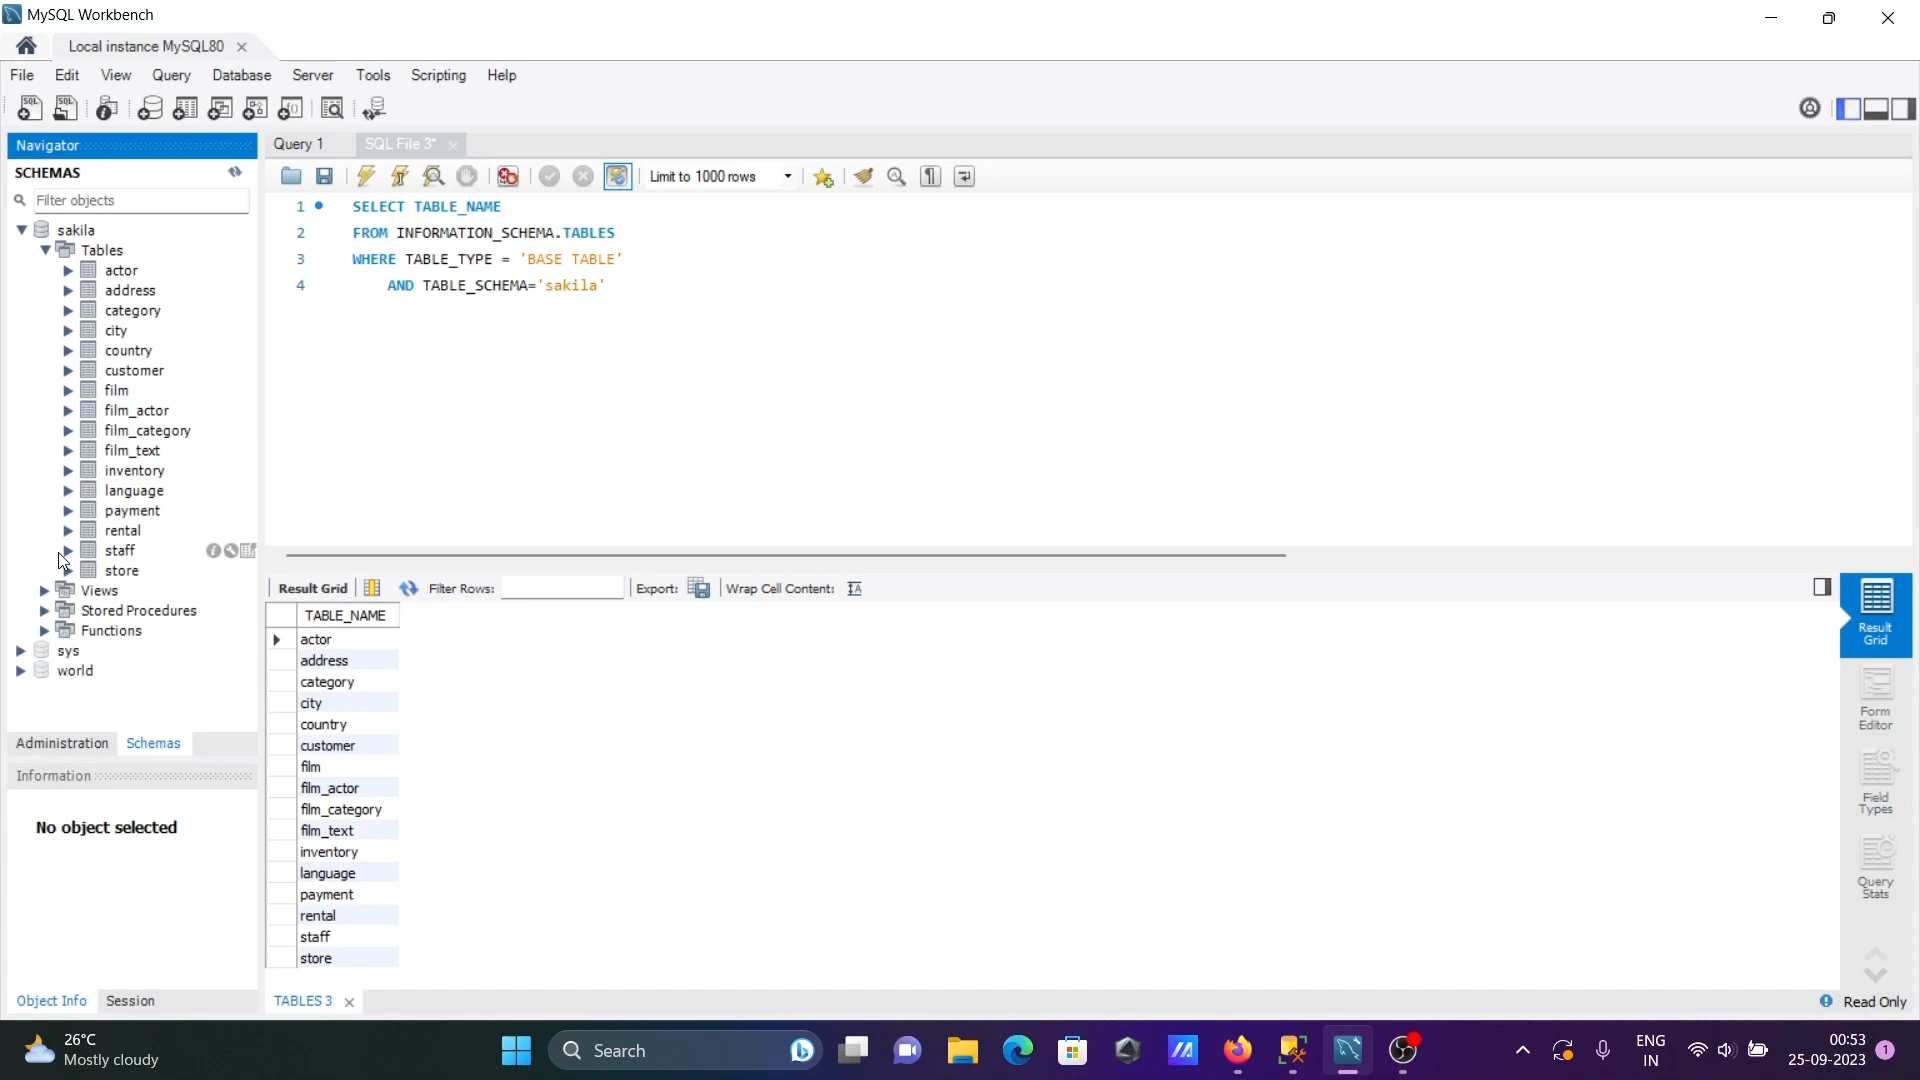 MySQL Workbench
Local instance MySQL80
File Edit View Query Database Server Tools Scripting Help
Navigator
SCHEMAS
Filter objects
sakila
Tables
actor
address
category
city
country
customer
film
film_actor
film_category
film_text
inventory
language
payment
rental
staff
store
Views
Stored Procedures
Functions
sys
world
Administration Schemas
Information
No object selected
Object Info Session
Query 1 SQL File 3*
Limit to 1000 rows
1 SELECT TABLE_NAME
2 FROM INFORMATION_SCHEMA.TABLES
3 WHERE TABLE_TYPE = 'BASE TABLE'
4 AND TABLE_SCHEMA='sakila'
Result Grid Filter Rows: Export: Wrap Cell Content:
TABLE_NAME
actor
address
category
city
country
customer
film
film_actor
film_category
film_text
inventory
language
payment
rental
staff
store
TABLES 3
Result
Grid
Form
Editor
Field
Types
Query
Stats
Read Only
26°C
Mostly cloudy
Search
ENG
IN
00:53
25-09-2023
1